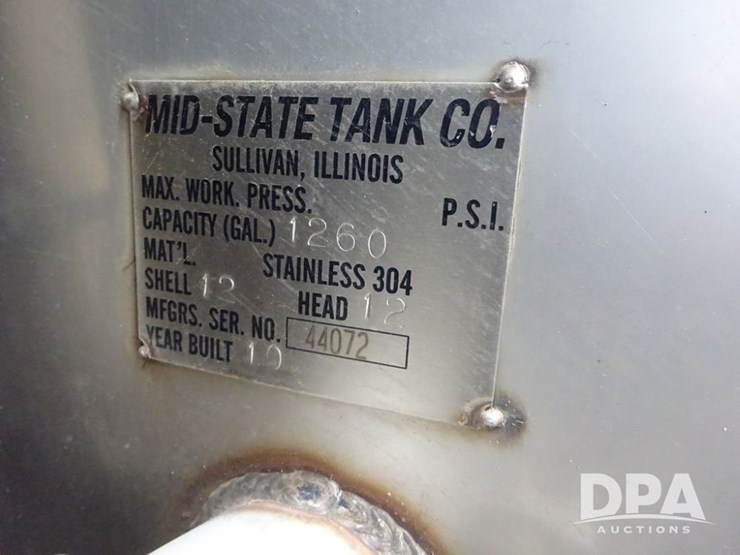 MID-STATE TANK CO.
SULLIVAN, ILLINOIS
MAX. WORK. PRESS. P.S.I.
CAPACITY (GAL.) 1260
MAT'L. STAINLESS 304
SHELL 12 HEAD 12
MFGRS. SER. NO. 44072
YEAR BUILT 10
DPA
AUCTIONS